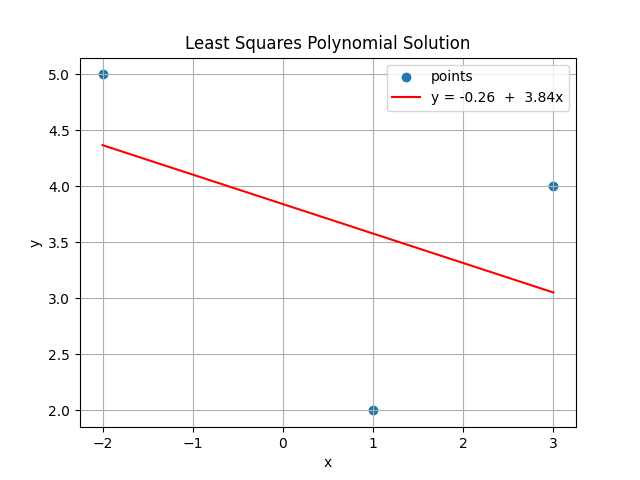 Least Squares Polynomial Solution
points
y = -0.26  +  3.84x
5.0
4.5
4.0
3.5
3.0
2.5
2.0
y
−2
−1
0
1
2
3
x